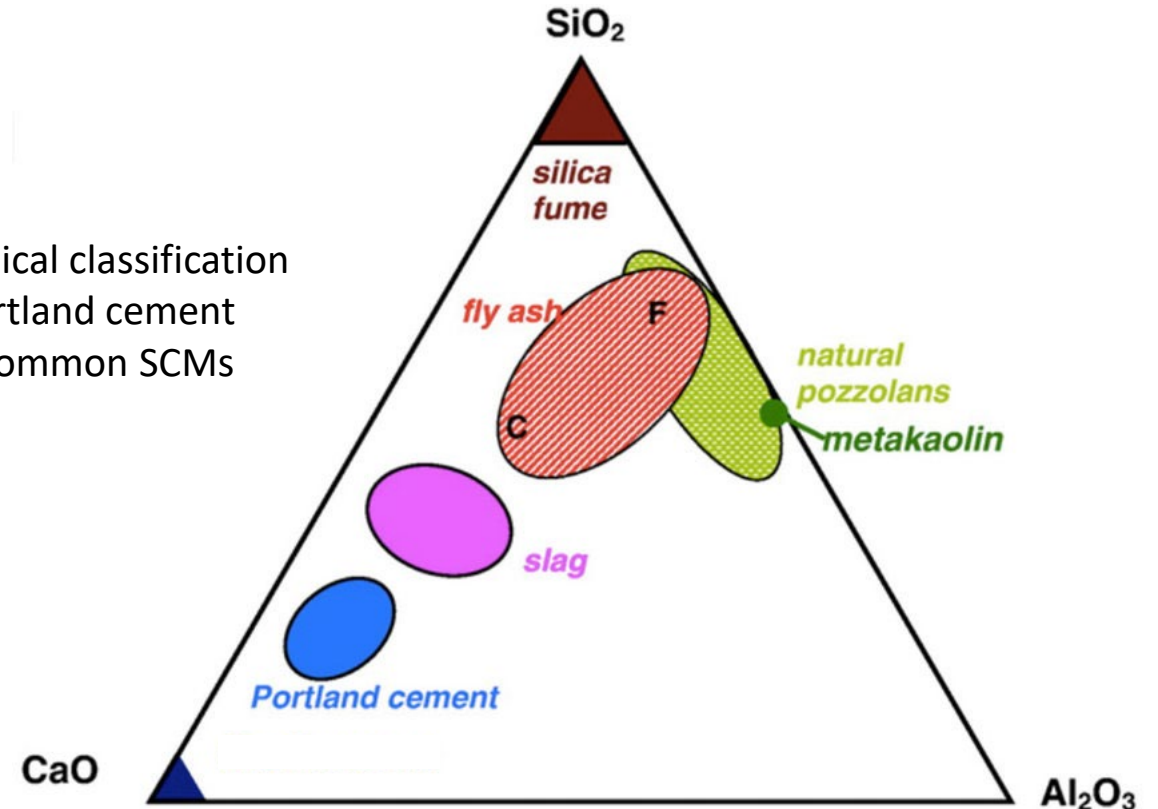 SiO₂
silica
fume
ical classification
rtland cement
ommon SCMs
fly ash
F
natural
pozzolans
C
metakaolin
slag
Portland cement
CaO
Al₂O₃